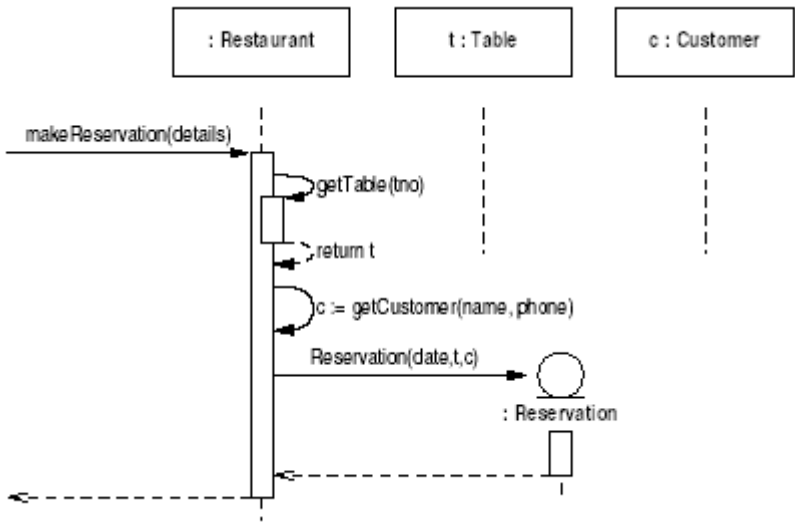 : Restaurant
t : Table
c : Customer
makeReservation(details)
getTable(tno)
return t
c := getCustomer(name, phone)
Reservation(date,t,c)
: Reservation